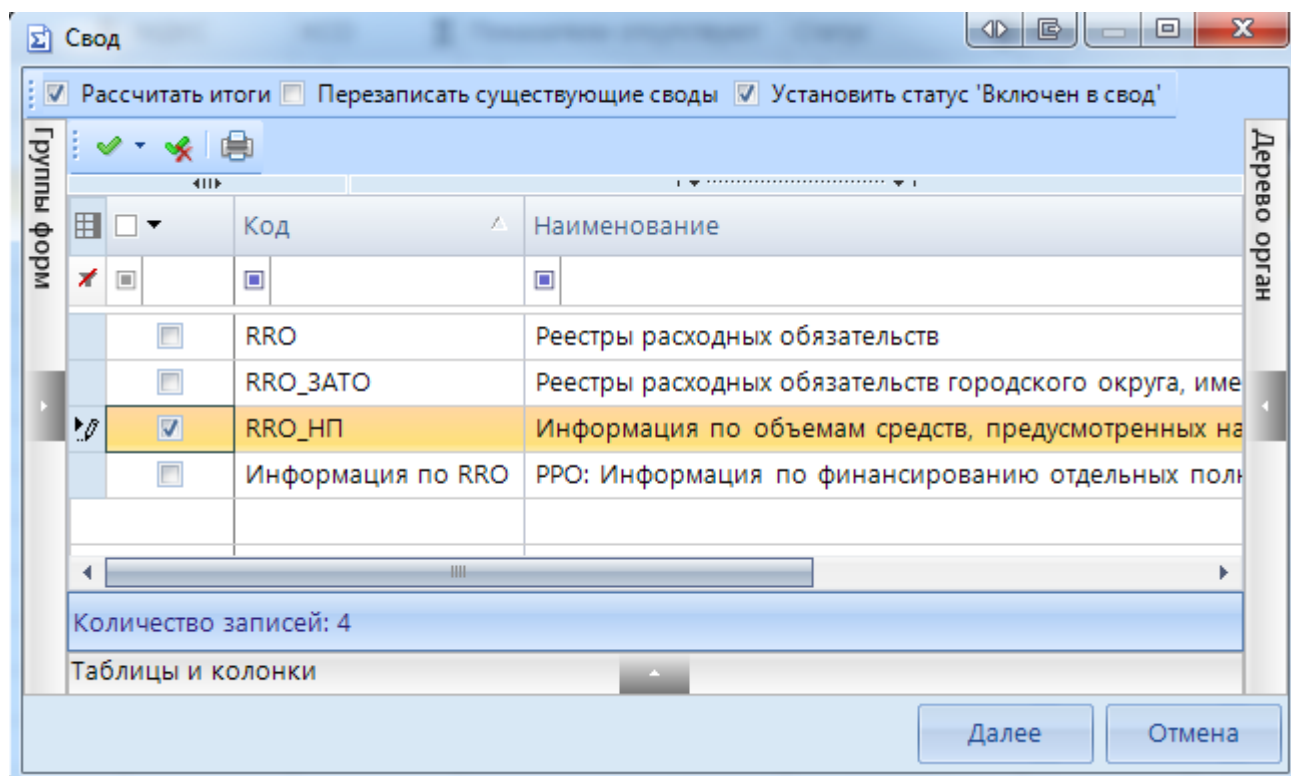 Свод
Рассчитать итоги Перезаписать существующие своды Установить статус 'Включен в свод'
Группы форм
Дерево орган
Код Наименование
RRO Реестры расходных обязательств
RRO_ЗАТО Реестры расходных обязательств городского округа, име
RRO_НП Информация по объемам средств, предусмотренных на
Информация по RRO РРО: Информация по финансированию отдельных полн
Количество записей: 4
Таблицы и колонки
Далее Отмена